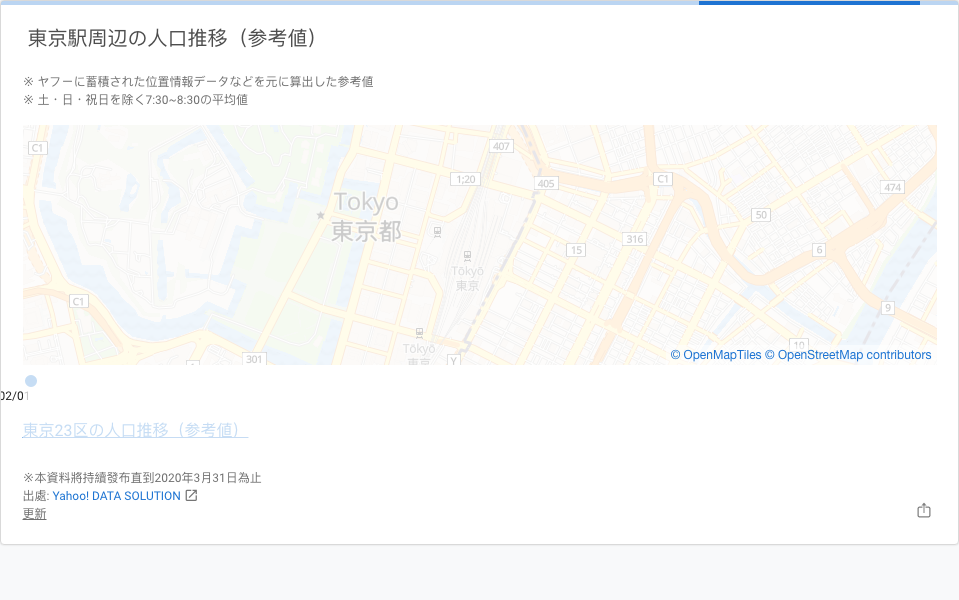 東京駅周辺の人口推移（参考値）
※ ヤフーに蓄積された位置情報データなどを元に算出した参考値
※ 土・日・祝日を除く7:30~8:30の平均値
C1
407
1;20
405
C1
474
Tokyo
東京都
50
316
15
6
Tōkyō
東京
C1
9
10
Tōkyō
東京
301
Y
© OpenMapTiles © OpenStreetMap contributors
02/01
東京23区の人口推移（参考値）
※本資料將持續發布直到2020年3月31日為止
出處: Yahoo! DATA SOLUTION
更新